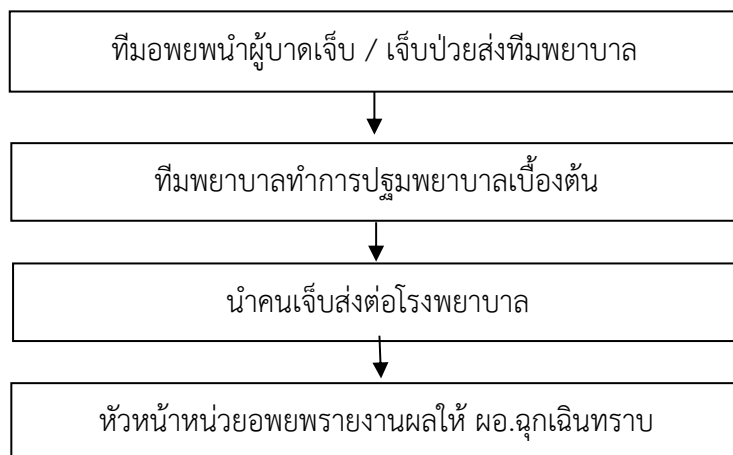 ทีมอพยพนำผู้บาดเจ็บ / เจ็บป่วยส่งทีมพยาบาล
ทีมพยาบาลทำการปฐมพยาบาลเบื้องต้น
นำคนเจ็บส่งต่อโรงพยาบาล
หัวหน้าหน่วยอพยพรายงานผลให้ ผอ.ฉุกเฉินทราบ